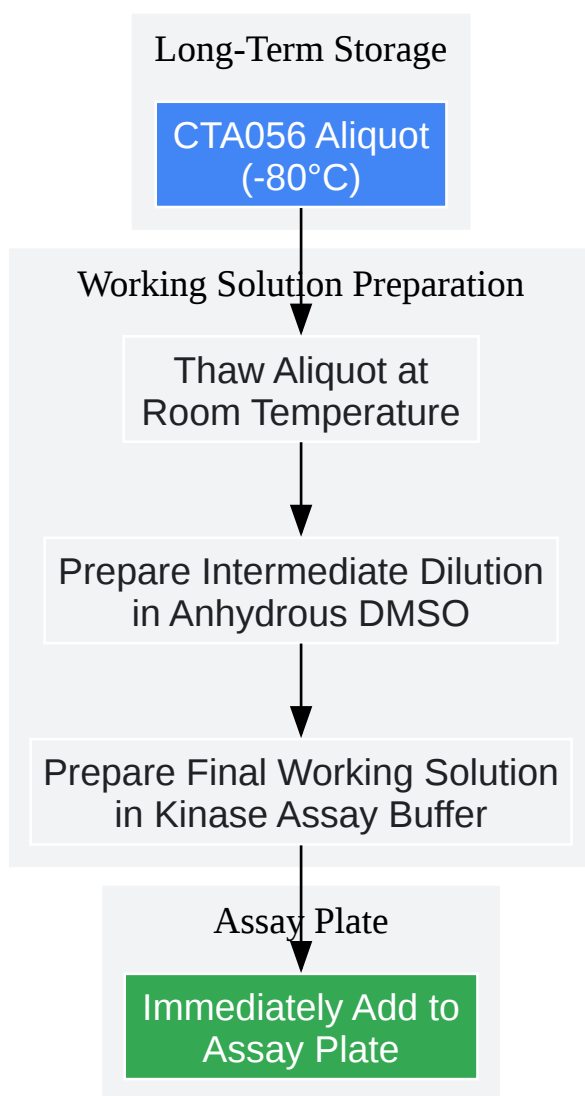 Long-Term Storage
CTA056 Aliquot
(-80°C)
Working Solution Preparation
Thaw Aliquot at
Room Temperature
Prepare Intermediate Dilution
in Anhydrous DMSO
Prepare Final Working Solution
in Kinase Assay Buffer
Assay Plate
Immediately Add to
Assay Plate